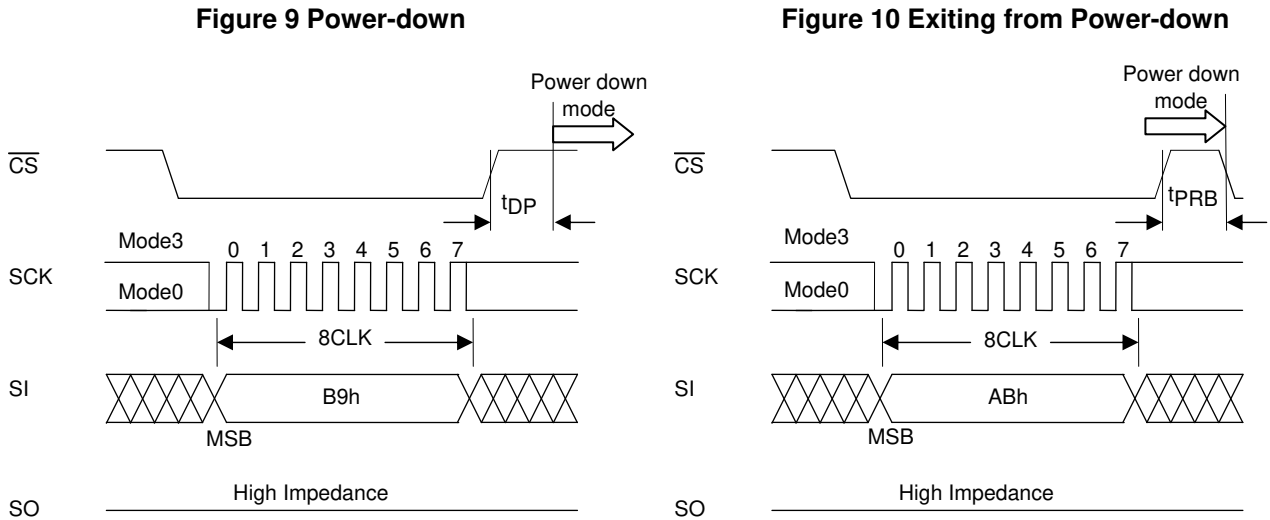 Figure 9 Power-down
Power down
mode
CS
tDP
Mode3
0 1 2 3 4 5 6 7
SCK
Mode0
8CLK
SI
B9h
MSB
High Impedance
SO
Figure 10 Exiting from Power-down
Power down
mode
CS
tPRB
Mode3
0 1 2 3 4 5 6 7
SCK
Mode0
8CLK
SI
ABh
MSB
High Impedance
SO